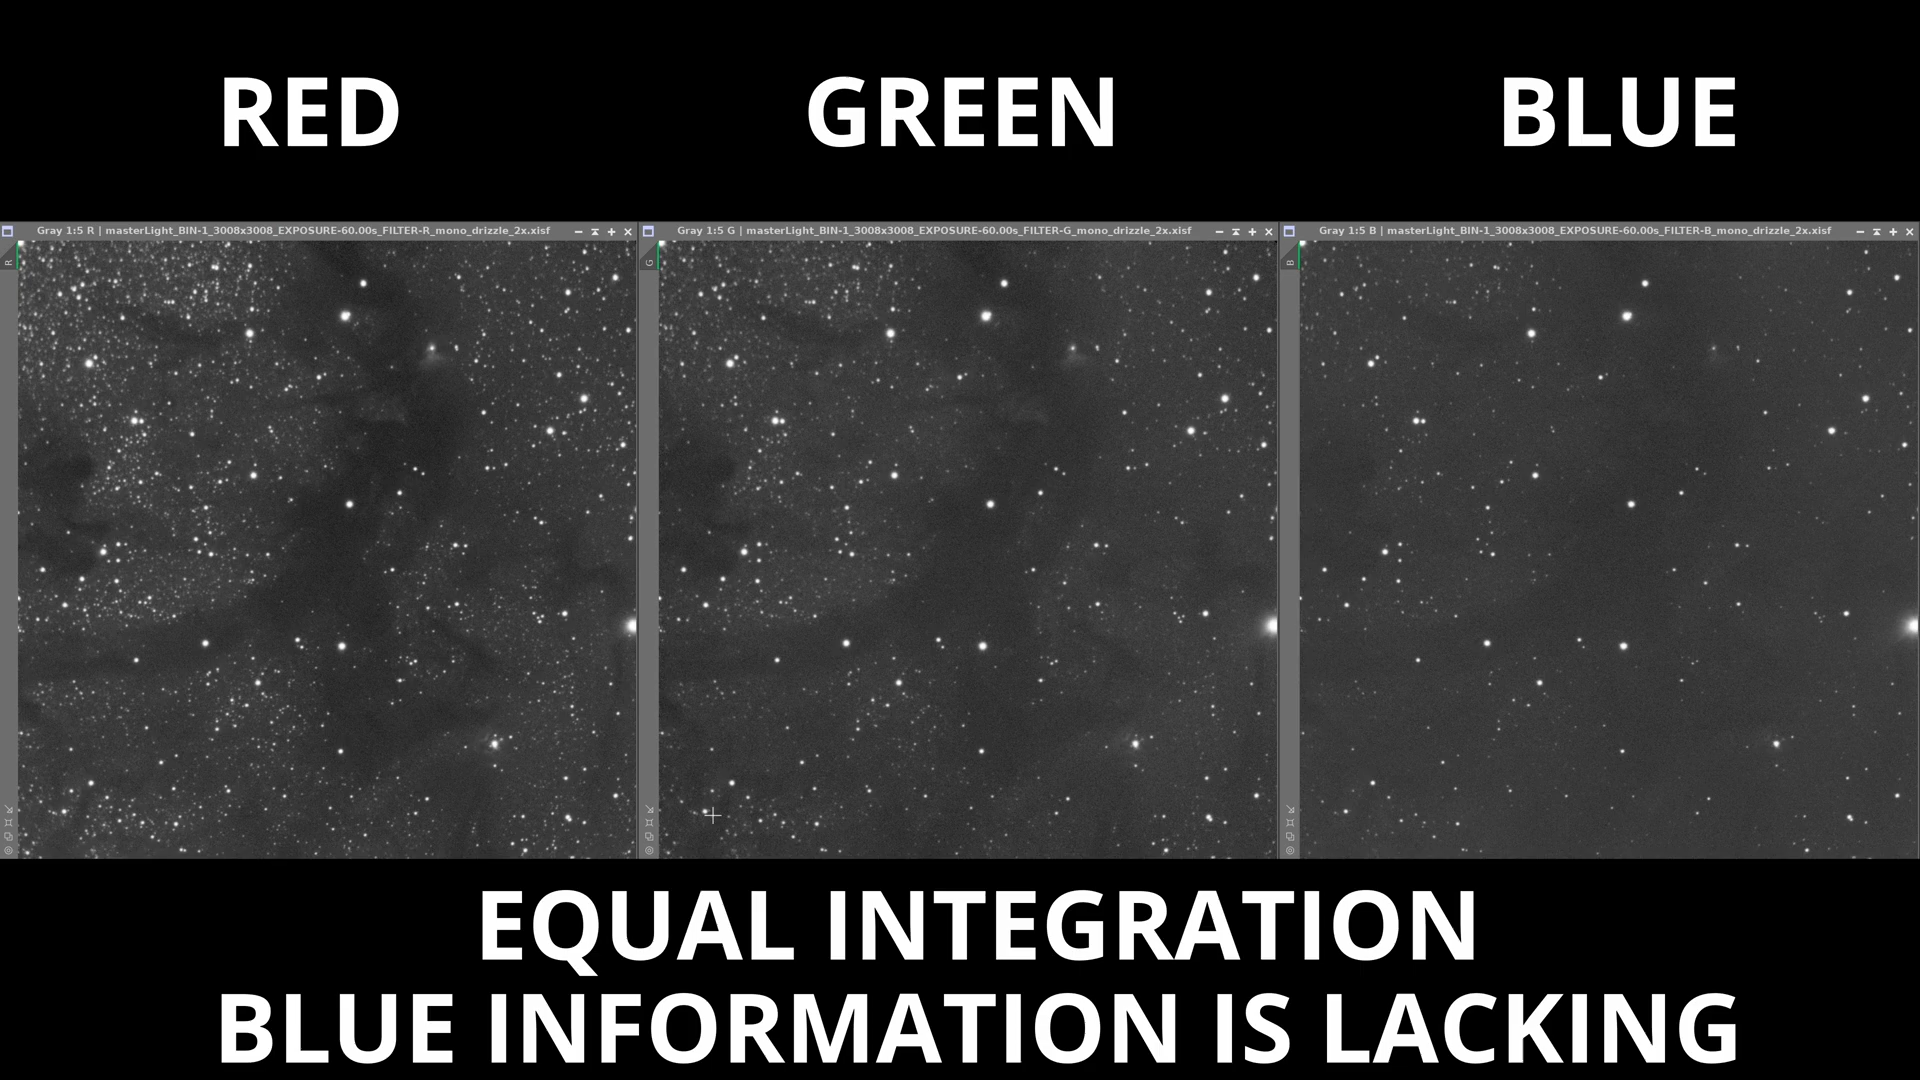 RED
GREEN
BLUE
Gray 1:5 R | masterLight_BIN-1_3008x3008_EXPOSURE-60.00s_FILTER-R_mono_drizzle_2x.xisf
Gray 1:5 G | masterLight_BIN-1_3008x3008_EXPOSURE-60.00s_FILTER-G_mono_drizzle_2x.xisf
Gray 1:5 B | masterLight_BIN-1_3008x3008_EXPOSURE-60.00s_FILTER-B_mono_drizzle_2x.xisf
R
G
B
EQUAL INTEGRATION
BLUE INFORMATION IS LACKING